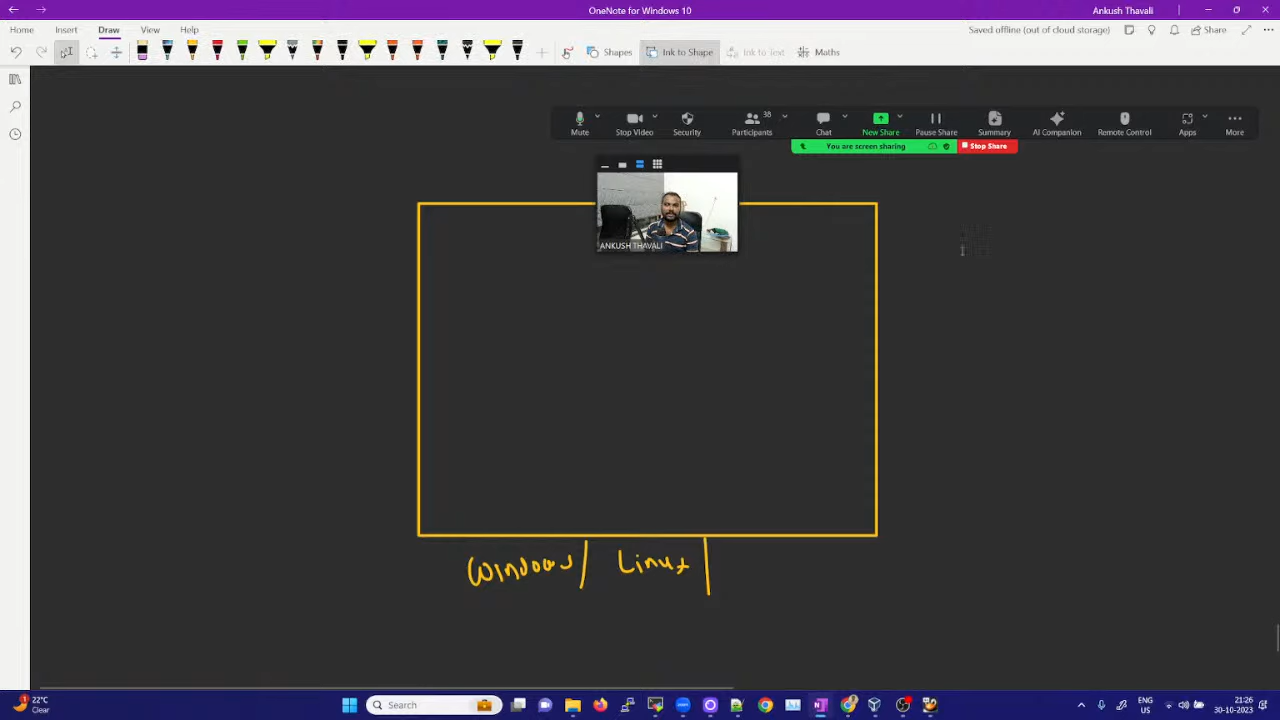 OneNote for Windows 10
Ankush Thavali
Home Insert Draw View Help
Saved offline (out of cloud storage)
Share
Shapes
Ink to Shape
Ink to Text
Maths
38
Mute Stop Video Security Participants Chat New Share Pause Share Summary AI Companion Remote Control Apps More
You are screen sharing
Stop Share
ANKUSH THAVALI
Windows / Linux |
1
22°C
Clear
Search
ENG
US
21:26
30-10-2023